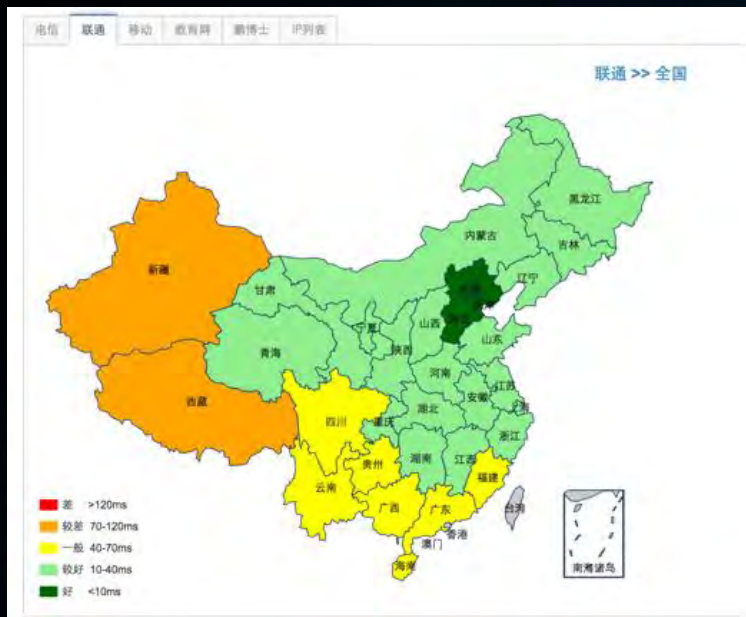 电信 联通 移动 教育网 鹏博士 IP列表
联通 >> 全国
黑龙江
内蒙古
吉林
新疆
辽宁
甘肃
宁夏
山西
山东
青海
陕西
河南
江苏
安徽
西藏
四川
重庆
湖北
浙江
湖南
江西
贵州
福建
云南
广西
广东
台湾
香港
澳门
海南
南海诸岛
差 >120ms
较差 70-120ms
一般 40-70ms
较好 10-40ms
好 <10ms